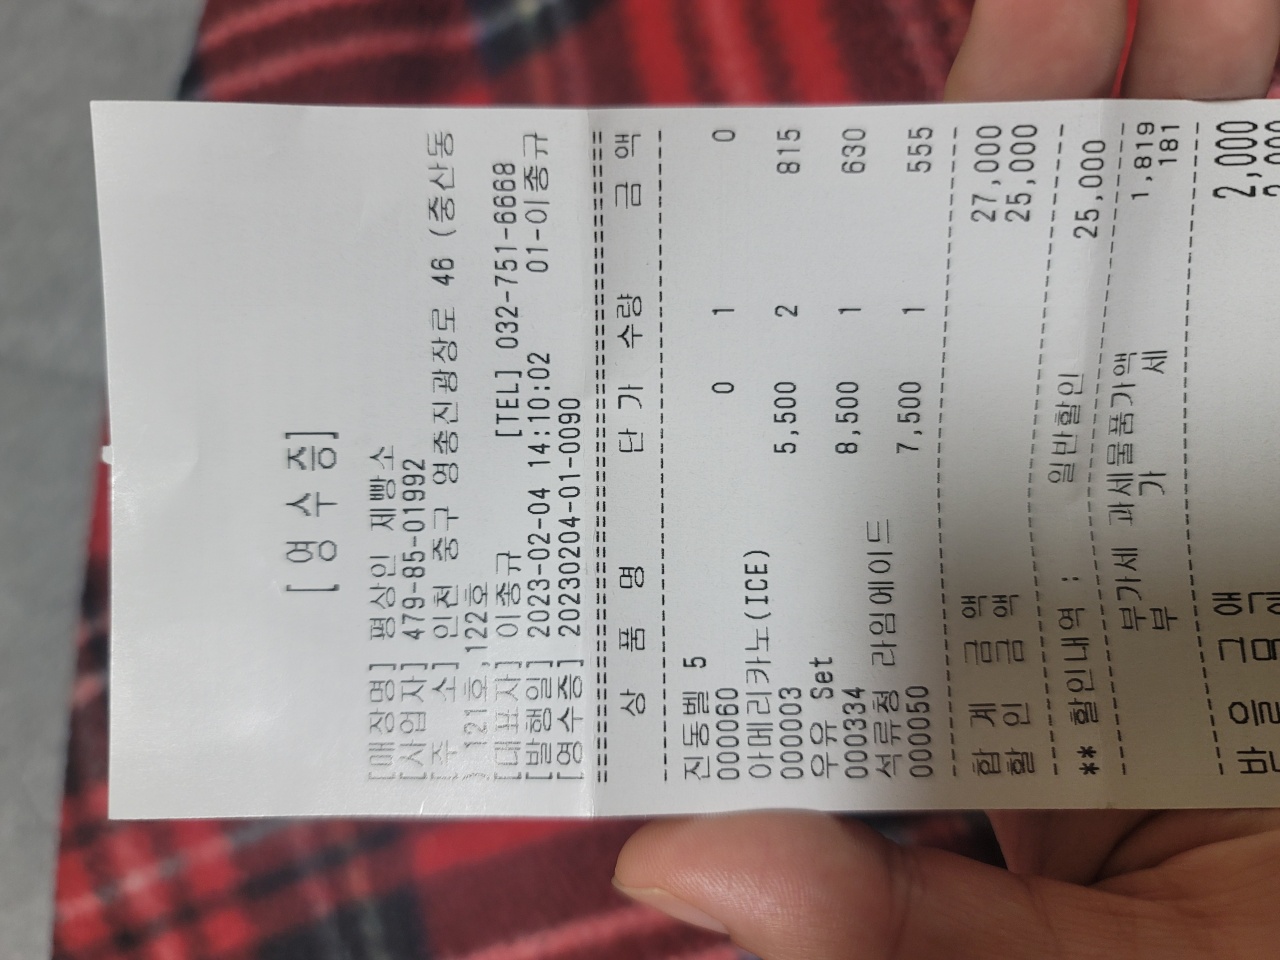 [ 영 수 증]
[매장명] 평상인 제빵소
[사업자] 479-85-01992
[주 소] 인천 중구 영종진광장로 46 (중산동
) 121호,122호
[대표자] 이종규 [TEL] 032-751-6668
[발행일] 2023-02-04 14:10:02 01-이종규
[영수증] 20230204-01-0090
상 품 명 단 가 수량 금 액
진동벨 5
000060 0 1 0
아메리카노(ICE)
000003 5,500 2 815
우유 Set
000334 8,500 1 630
석류청 라임에이드
000050 7,500 1 555
합 계 금 액 27,000
할 인 금 액 25,000
** 할인내역 : 일반할인 25,000
부가세 과세물품가액 1,819
부 가 세 181
받 을 금 액 2,000